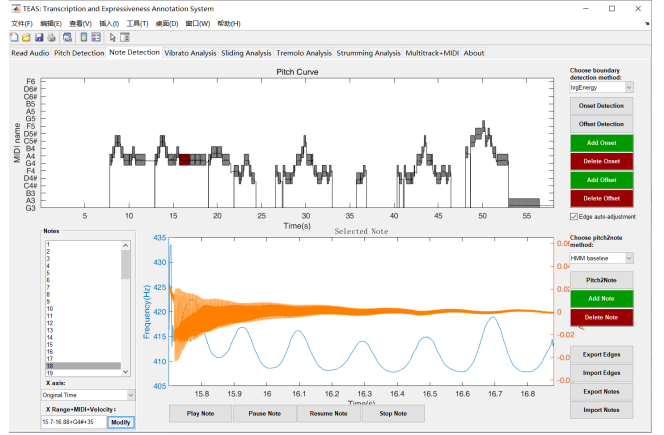 TEAS: Transcription and Expressiveness Annotation System
文件(F) 编辑(E) 查看(V) 插入(I) 工具(T) 桌面(D) 窗口(W) 帮助(H)
Read Audio Pitch Detection Note Detection Vibrato Analysis Sliding Analysis Tremolo Analysis Strumming Analysis Multitrack+MIDI About
Pitch Curve
F6
D6#
C6#
B5
A5
G5
F5
D5#
C5#
B4
A4
G4
F4
D4#
C4#
B3
A3
G3
MIDI name
5 10 15 20 25 30 35 40 45 50 55
Time(s)
Choose boundary
detection method:
logEnergy
Onset Detection
Offset Detection
Add Onset
Delete Onset
Add Offset
Delete Offset
Edge auto-adjustment
Choose pitch2note
method:
HMM baseline
Pitch2Note
Add Note
Delete Note
Export Edges
Import Edges
Export Notes
Import Notes
Notes
1
2
3
4
5
6
7
8
9
10
11
12
13
14
15
16
17
18
19
X axis:
Original Time
X Range+MIDI+Velocity:
15.7-16.88+G4#+35
Modify
Selected Note
435
430
425
420
415
410
405
Frequency(Hz)
0
-0.02
15.8 15.9 16 16.1 16.2 16.3 16.4 16.5 16.6 16.7 16.8
Time(s)
Play Note Pause Note Resume Note Stop Note